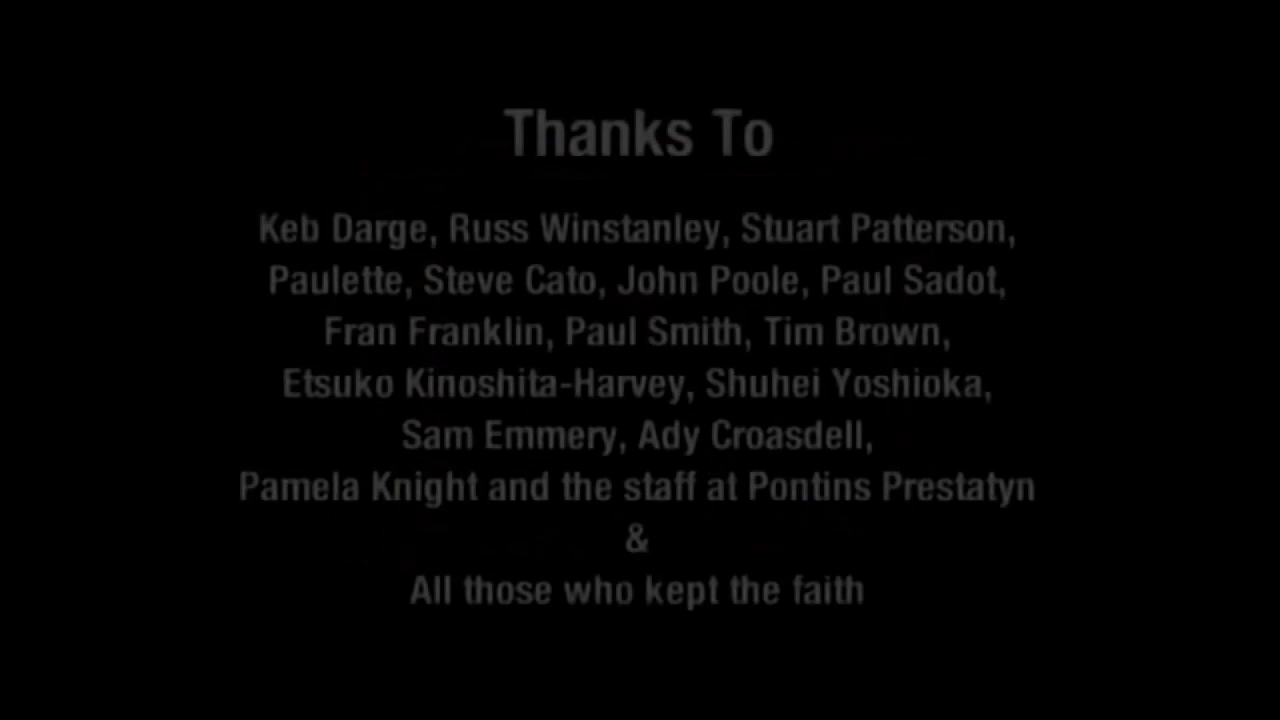 Thanks To
Keb Darge, Russ Winstanley, Stuart Patterson,
Paulette, Steve Cato, John Poole, Paul Sadot,
Fran Franklin, Paul Smith, Tim Brown,
Etsuko Kinoshita-Harvey, Shuhei Yoshioka,
Sam Emmery, Ady Croasdell,
Pamela Knight and the staff at Pontins Prestatyn
&
All those who kept the faith